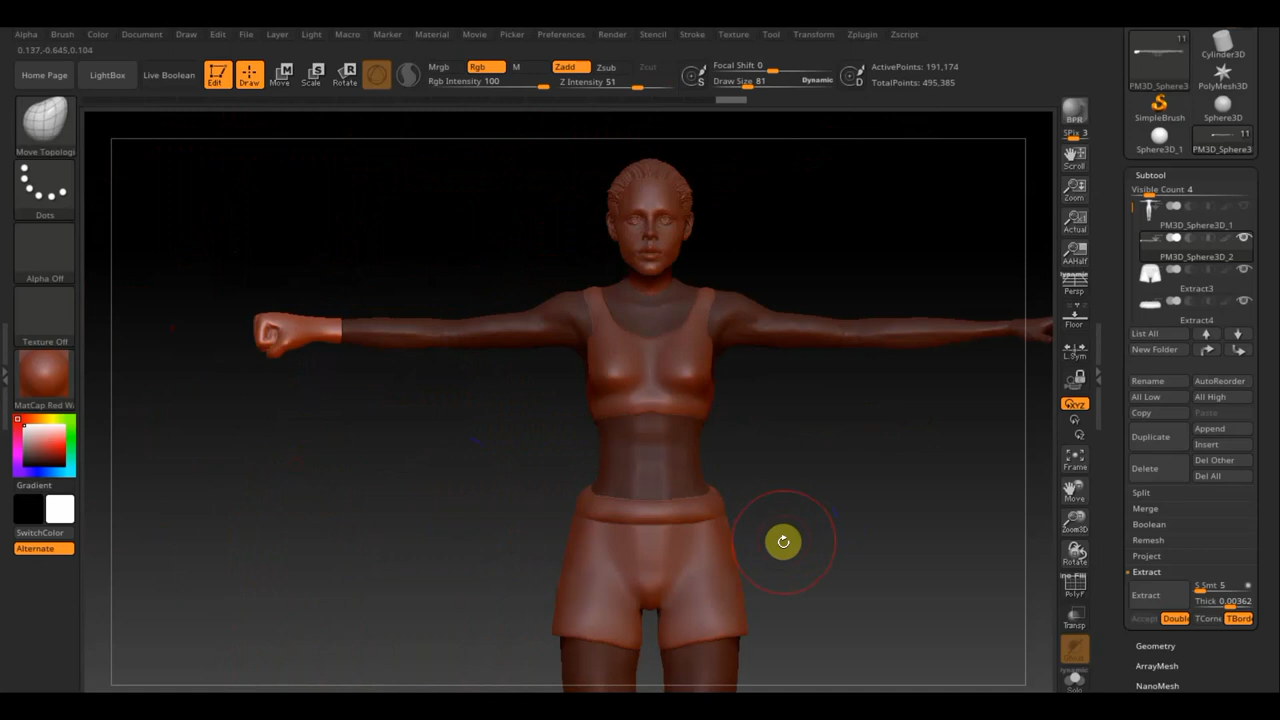 Alpha Brush Color Document Draw Edit File Layer Light Macro Marker Material Movie Picker Preferences Render Stencil Stroke Texture Tool Transform Zplugin Zscript
0.137,-0.645,0.104
Home Page
LightBox
Live Boolean
Edit
Draw
Move
Scale
Rotate
Mrgb Rgb M
Rgb Intensity 100
Zadd Zsub Zcut
Z Intensity 51
S
Focal Shift 0
Draw Size 81 Dynamic
D
ActivePoints: 191,174
TotalPoints: 495,385
Move Topologi
Dots
Alpha Off
Texture Off
MatCap Red W
Gradient
SwitchColor
Alternate
BPR
SPix 3
Scroll
Zoom
Actual
AAHalf
Dynamic
Persp
Floor
L.Sym
XYZ
Y
Z
Frame
Move
Zoom3D
Rotate
PolyF
Transp
Solo
11
PM3D_Sphere3
Cylinder3D
PolyMesh3D
SimpleBrush
Sphere3D
Sphere3D_1
11
PM3D_Sphere3
Subtool
Visible Count 4
PM3D_Sphere3D_1
PM3D_Sphere3D_2
Extract3
Extract4
List All
New Folder
Rename AutoReorder
All Low All High
Copy Paste
Duplicate Append
Insert
Delete Del Other
Del All
Split
Merge
Boolean
Remesh
Project
Extract
Extract S Smt 5
Thick 0.00362
Accept Doubl TCorne TBord
Geometry
ArrayMesh
NanoMesh